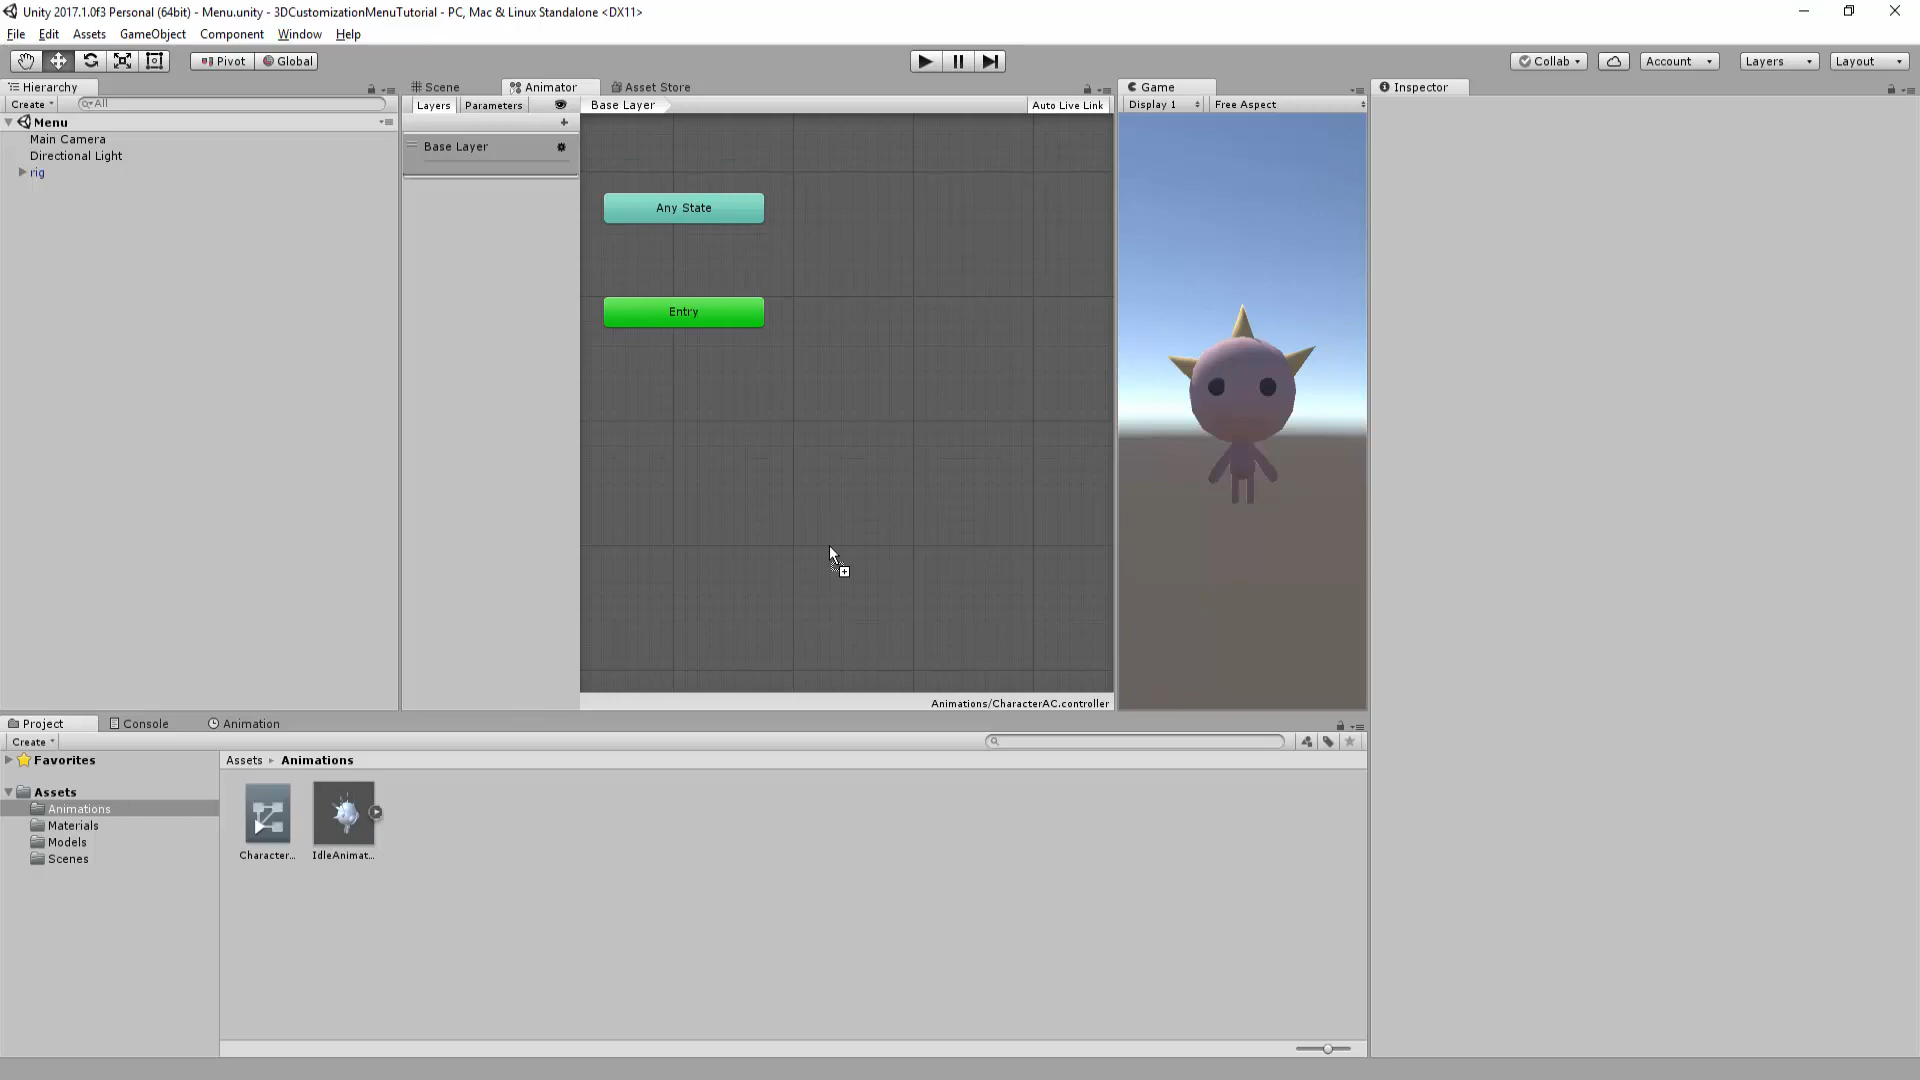 Unity 2017.1.0f3 Personal (64bit) - Menu.unity - 3DCustomizationMenuTutorial - PC, Mac & Linux Standalone <DX11>
File Edit Assets GameObject Component Window Help
Pivot Global Collab Account Layers Layout
Hierarchy Scene Animator Asset Store Game Inspector
Create All Layers Parameters Base Layer Auto Live Link Display 1 Free Aspect
Menu
Main Camera
Base Layer
Directional Light
rig
Any State
Entry
Animations/CharacterAC.controller
Project Console Animation
Create
Favorites
Assets Animations
Assets
Animations
Materials
Models
Scenes
Character... IdleAnimat...